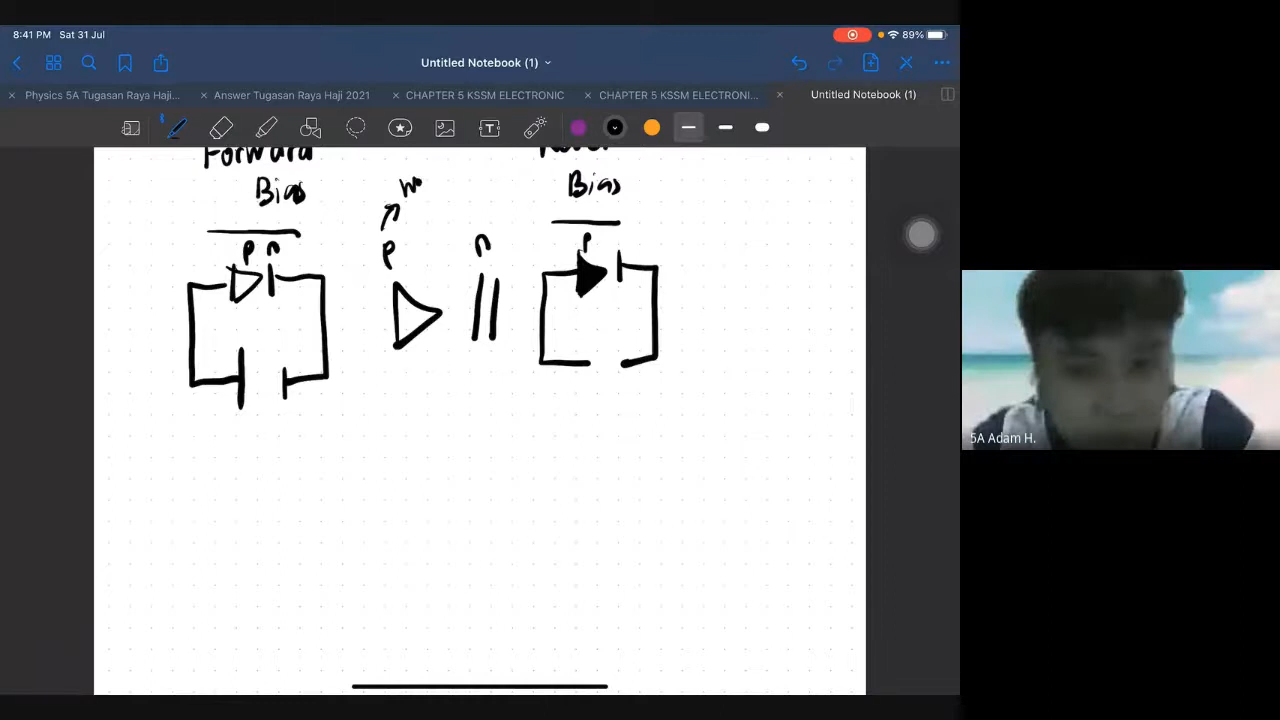 8:41 PM Sat 31 Jul
89%
Untitled Notebook (1)
Physics 5A Tugasan Raya Haji...
Answer Tugasan Raya Haji 2021
CHAPTER 5 KSSM ELECTRONIC
CHAPTER 5 KSSM ELECTRONI...
Untitled Notebook (1)
T
Forward
Bias
Bias
P n
P
n
P
5A Adam H.